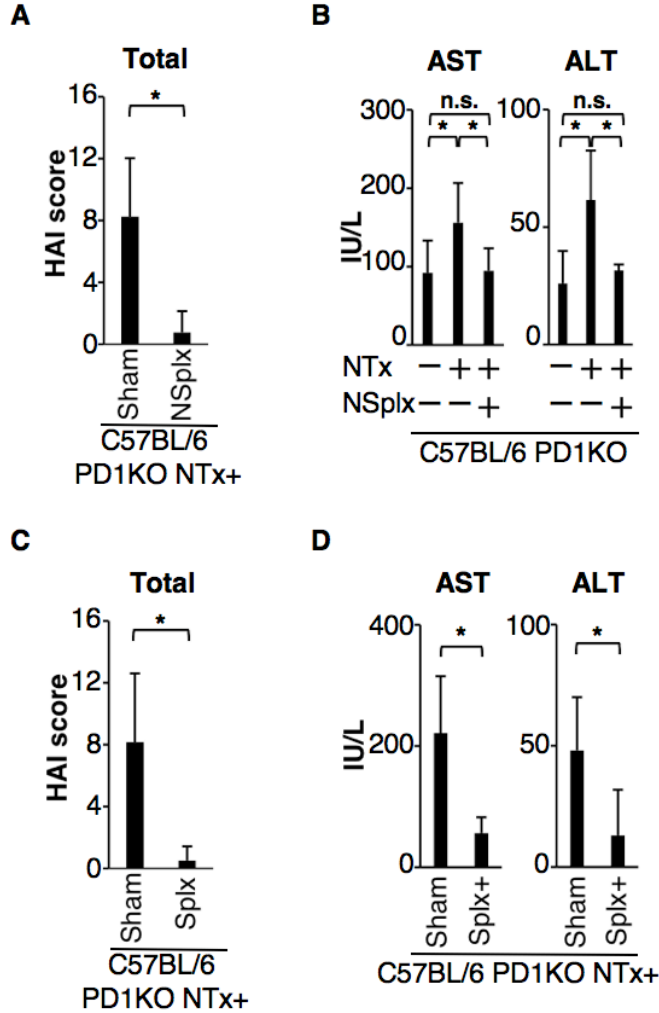 A
Total
16
12
8
4
0
HAI score
*
Sham
NSplx
C57BL/6
PD1KO NTx+
B
AST
ALT
n.s.
n.s.
* *
* *
300
200
100
0
IU/L
100
50
0
NTx − + + − + +
NSplx − − + − − +
C57BL/6 PD1KO
C
Total
16
12
8
4
0
HAI score
*
Sham
Splx
C57BL/6
PD1KO NTx+
D
AST
ALT
400
200
0
IU/L
*
100
50
0
*
Sham
Splx+
Sham
Splx+
C57BL/6 PD1KO NTx+